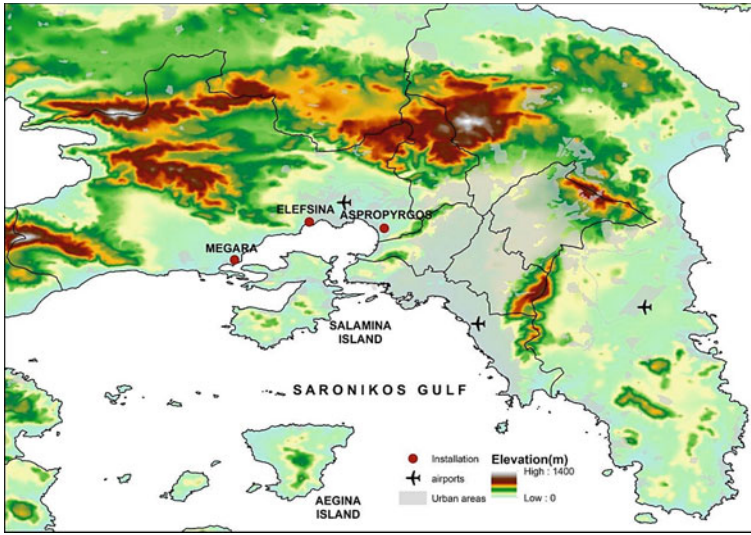 ELEFSINA
ASPROPYRGOS
MEGARA
SALAMINA
ISLAND
SARONIKOS GULF
Installation
airports
Urban areas
Elevation(m)
High : 1400
Low : 0
AEGINA
ISLAND